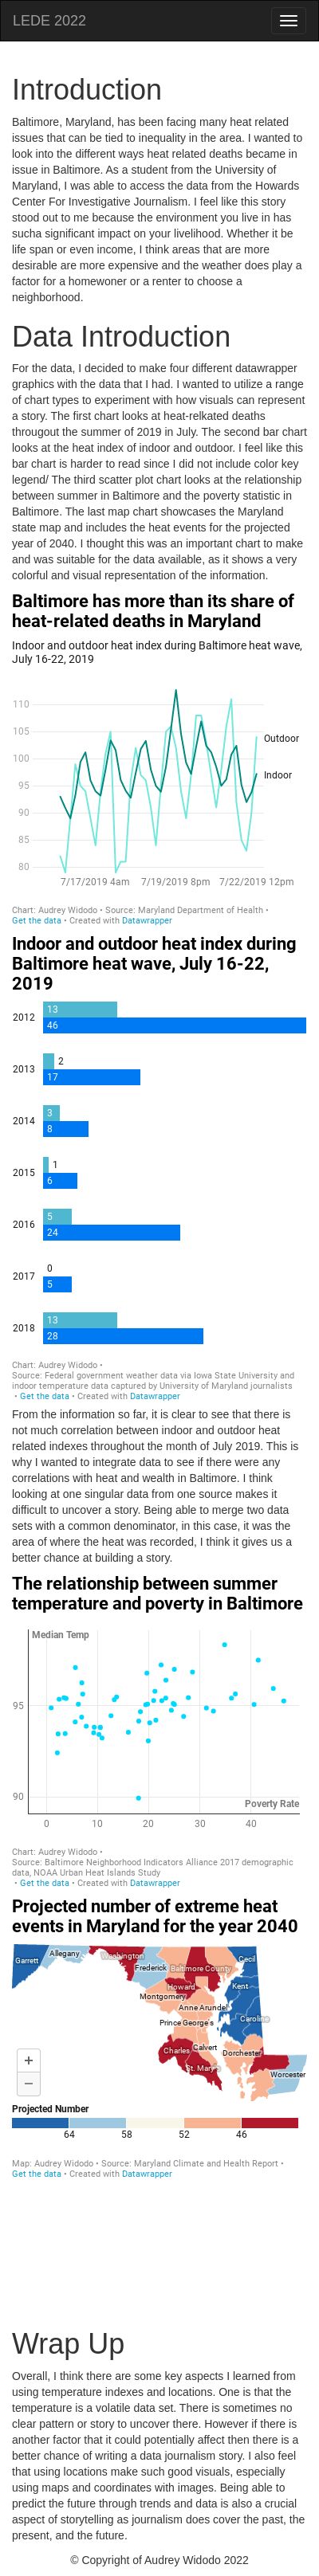 LEDE 2022
Introduction
Baltimore, Maryland, has been facing many heat related
issues that can be tied to inequality in the area. I wanted to
look into the different ways heat related deaths became in
issue in Baltimore. As a student from the University of
Maryland, I was able to access the data from the Howards
Center For Investigative Journalism. I feel like this story
stood out to me because the environment you live in has
sucha significant impact on your livelihood. Whether it be
life span or even income, I think areas that are more
desirable are more expensive and the weather does play a
factor for a homewoner or a renter to choose a
neighborhood.
Data Introduction
For the data, I decided to make four different datawrapper
graphics with the data that I had. I wanted to utilize a range
of chart types to experiment with how visuals can represent
a story. The first chart looks at heat-relkated deaths
througout the summer of 2019 in July. The second bar chart
looks at the heat index of indoor and outdoor. I feel like this
bar chart is harder to read since I did not include color key
legend/ The third scatter plot chart looks at the relationship
between summer in Baltimore and the poverty statistic in
Baltimore. The last map chart showcases the Maryland
state map and includes the heat events for the projected
year of 2040. I thought this was an important chart to make
and was suitable for the data available, as it shows a very
colorful and visual representation of the information.
Baltimore has more than its share of
heat-related deaths in Maryland
Indoor and outdoor heat index during Baltimore heat wave,
July 16-22, 2019
110
105
100
95
90
85
80
Outdoor
Indoor
7/17/2019 4am 7/19/2019 8pm 7/22/2019 12pm
Chart: Audrey Widodo • Source: Maryland Department of Health •
Get the data • Created with Datawrapper
Indoor and outdoor heat index during
Baltimore heat wave, July 16-22,
2019
2012 13
46
2013 2
17
2014 3
8
2015 1
6
2016 5
24
2017 0
5
2018 13
28
Chart: Audrey Widodo •
Source: Federal government weather data via Iowa State University and
indoor temperature data captured by University of Maryland journalists
• Get the data • Created with Datawrapper
From the information so far, it is clear to see that there is
not much correlation between indoor and outdoor heat
related indexes throughout the month of July 2019. This is
why I wanted to integrate data to see if there were any
correlations with heat and wealth in Baltimore. I think
looking at one singular data from one source makes it
difficult to uncover a story. Being able to merge two data
sets with a common denominator, in this case, it was the
area of where the heat was recorded, I think it gives us a
better chance at building a story.
The relationship between summer
temperature and poverty in Baltimore
Median Temp
95
90
Poverty Rate
0 10 20 30 40
Chart: Audrey Widodo •
Source: Baltimore Neighborhood Indicators Alliance 2017 demographic
data, NOAA Urban Heat Islands Study
• Get the data • Created with Datawrapper
Projected number of extreme heat
events in Maryland for the year 2040
Garrett
Allegany
Washington
Frederick
Baltimore County
Cecil
Howard
Kent
Montgomery
Anne Arundel
Prince George's
Caroline
Charles
Calvert
Dorchester
St. Mary's
Worcester
+
−
Projected Number
64 58 52 46
Map: Audrey Widodo • Source: Maryland Climate and Health Report •
Get the data • Created with Datawrapper
Wrap Up
Overall, I think there are some key aspects I learned from
using temperature indexes and locations. One is that the
temperature is a volatile data set. There is sometimes no
clear pattern or story to uncover there. However if there is
another factor that it could potentially affect then there is a
better chance of writing a data journalism story. I also feel
that using locations make such good visuals, especially
using maps and coordinates with images. Being able to
predict the future through trends and data is also a crucial
aspect of storytelling as journalism does cover the past, the
present, and the future.
© Copyright of Audrey Widodo 2022